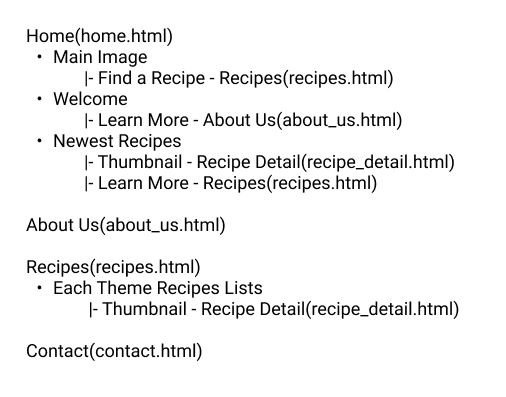 Home(home.html)
• Main Image
|- Find a Recipe - Recipes(recipes.html)
• Welcome
|- Learn More - About Us(about_us.html)
• Newest Recipes
|- Thumbnail - Recipe Detail(recipe_detail.html)
|- Learn More - Recipes(recipes.html)
About Us(about_us.html)
Recipes(recipes.html)
• Each Theme Recipes Lists
|- Thumbnail - Recipe Detail(recipe_detail.html)
Contact(contact.html)